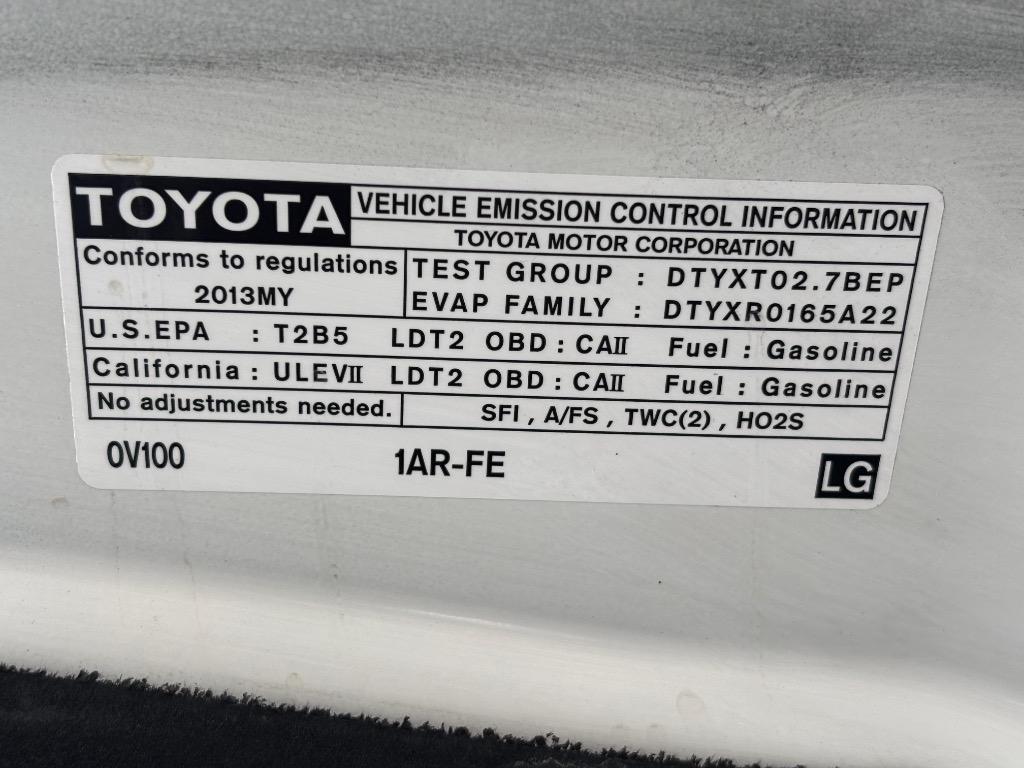 TOYOTA VEHICLE EMISSION CONTROL INFORMATION
TOYOTA MOTOR CORPORATION
Conforms to regulations
2013MY
TEST GROUP : DTYXT02.7BEP
EVAP FAMILY : DTYXR0165A22
U.S.EPA : T2B5 LDT2 OBD : CAII Fuel : Gasoline
California : ULEVII LDT2 OBD : CAII Fuel : Gasoline
No adjustments needed. SFI , A/FS , TWC(2) , HO2S
0V100 1AR-FE LG